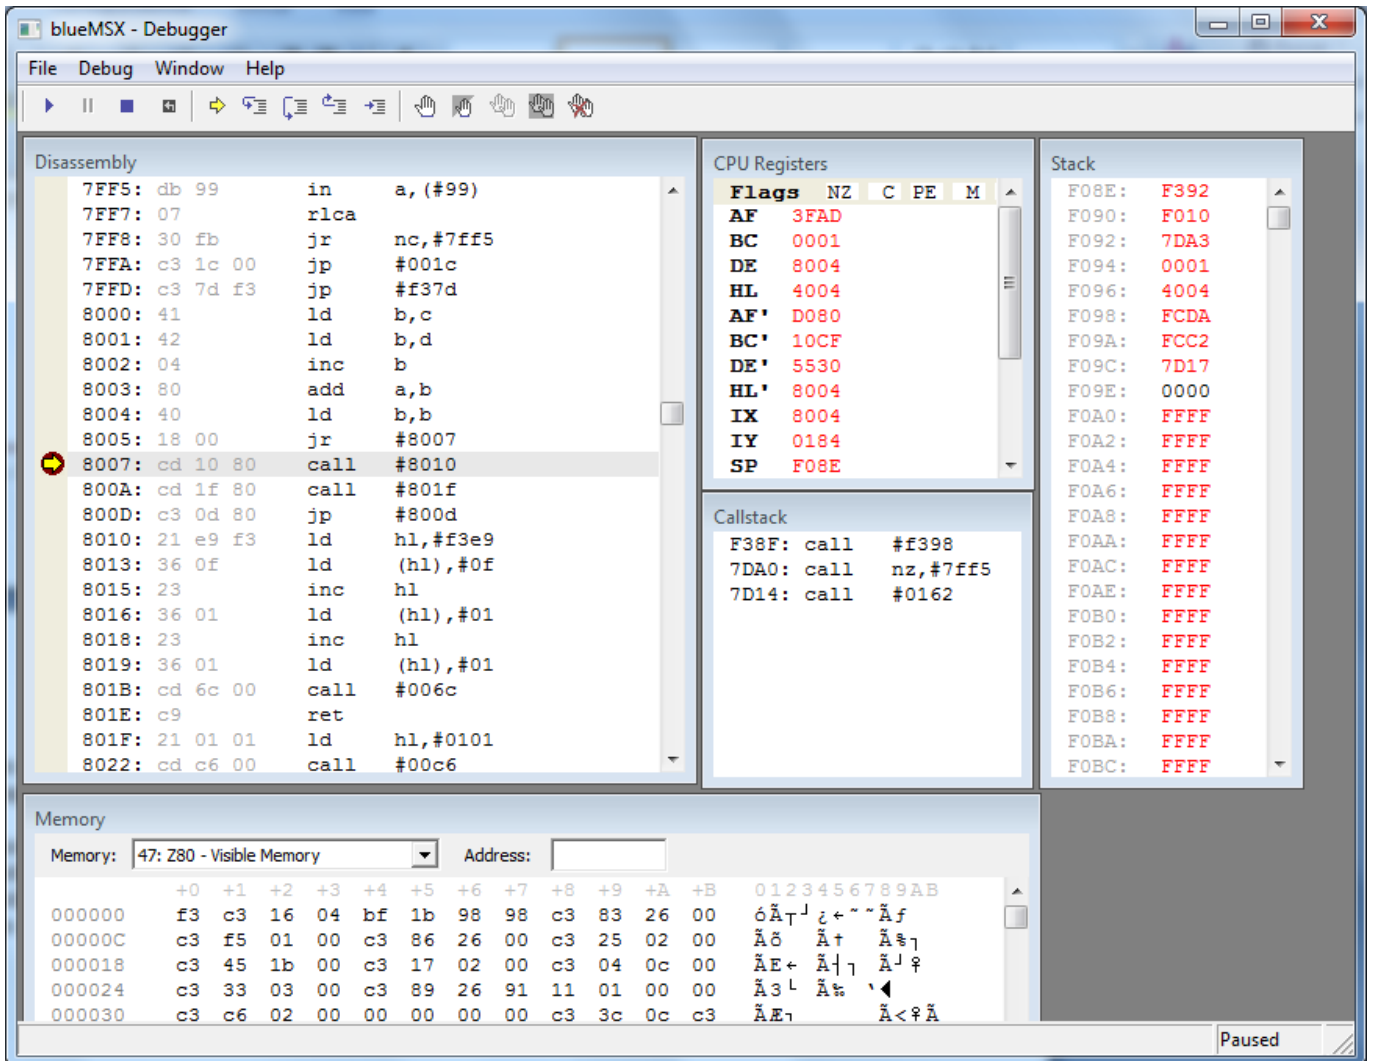 blueMSX - Debugger
File Debug Window Help
Disassembly
7FF5: db 99 in a,(#99)
7FF7: 07 rlca
7FF8: 30 fb jr nc,#7ff5
7FFA: c3 1c 00 jp #001c
7FFD: c3 7d f3 jp #f37d
8000: 41 ld b,c
8001: 42 ld b,d
8002: 04 inc b
8003: 80 add a,b
8004: 40 ld b,b
8005: 18 00 jr #8007
8007: cd 10 80 call #8010
800A: cd 1f 80 call #801f
800D: c3 0d 80 jp #800d
8010: 21 e9 f3 ld hl,#f3e9
8013: 36 0f ld (hl),#0f
8015: 23 inc hl
8016: 36 01 ld (hl),#01
8018: 23 inc hl
8019: 36 01 ld (hl),#01
801B: cd 6c 00 call #006c
801E: c9 ret
801F: 21 01 01 ld hl,#0101
8022: cd c6 00 call #00c6
CPU Registers
Flags NZ C PE M
AF 3FAD
BC 0001
DE 8004
HL 4004
AF' D080
BC' 10CF
DE' 5530
HL' 8004
IX 8004
IY 0184
SP F08E
Callstack
F38F: call #f398
7DA0: call nz,#7ff5
7D14: call #0162
Stack
F08E: F392
F090: F010
F092: 7DA3
F094: 0001
F096: 4004
F098: FCDA
F09A: FCC2
F09C: 7D17
F09E: 0000
F0A0: FFFF
F0A2: FFFF
F0A4: FFFF
F0A6: FFFF
F0A8: FFFF
F0AA: FFFF
F0AC: FFFF
F0AE: FFFF
F0B0: FFFF
F0B2: FFFF
F0B4: FFFF
F0B6: FFFF
F0B8: FFFF
F0BA: FFFF
F0BC: FFFF
Memory
Memory: 47: Z80 - Visible Memory Address:
+0 +1 +2 +3 +4 +5 +6 +7 +8 +9 +A +B 0123456789AB
000000 f3 c3 16 04 bf 1b 98 98 c3 83 26 00 óÃ┬┘¿←˜˜Ãƒ
00000C c3 f5 01 00 c3 86 26 00 c3 25 02 00 Ãõ Ã† Ã%┐
000018 c3 45 1b 00 c3 17 02 00 c3 04 0c 00 ÃE← Ã┤┐ Ã┘♀
000024 c3 33 03 00 c3 89 26 91 11 01 00 00 Ã3└ Ã‰ ‘◄
000030 c3 c6 02 00 00 00 00 00 c3 3c 0c c3 ÃÆ┐ Ã<♀Ã
Paused